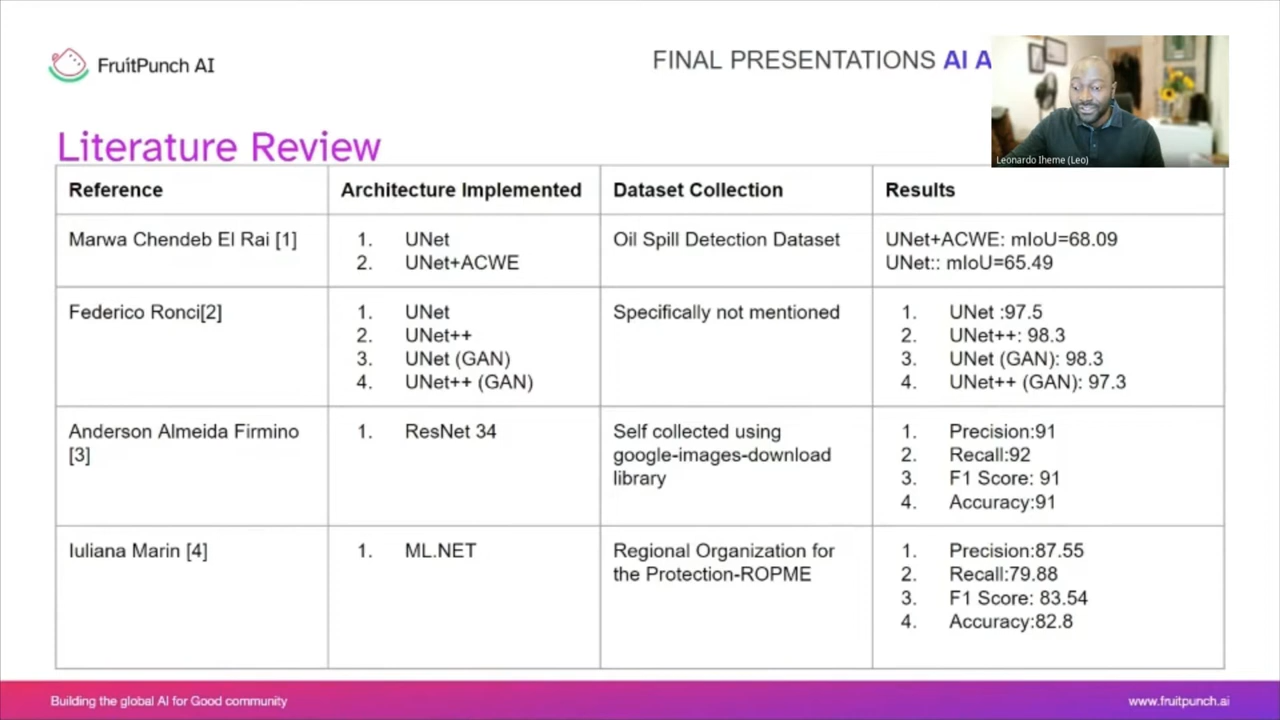 FruitPunch AI
FINAL PRESENTATIONS AI A
Leonardo Iheme (Leo)
Literature Review
Reference
Architecture Implemented
Dataset Collection
Results
Marwa Chendeb El Rai [1]
1. UNet
2. UNet+ACWE
Oil Spill Detection Dataset
UNet+ACWE: mIoU=68.09
UNet:: mIoU=65.49
Federico Ronci[2]
1. UNet
2. UNet++
3. UNet (GAN)
4. UNet++ (GAN)
Specifically not mentioned
1. UNet :97.5
2. UNet++: 98.3
3. UNet (GAN): 98.3
4. UNet++ (GAN): 97.3
Anderson Almeida Firmino
[3]
1. ResNet 34
Self collected using
google-images-download
library
1. Precision:91
2. Recall:92
3. F1 Score: 91
4. Accuracy:91
Iuliana Marin [4]
1. ML.NET
Regional Organization for
the Protection-ROPME
1. Precision:87.55
2. Recall:79.88
3. F1 Score: 83.54
4. Accuracy:82.8
Building the global AI for Good community
www.fruitpunch.ai